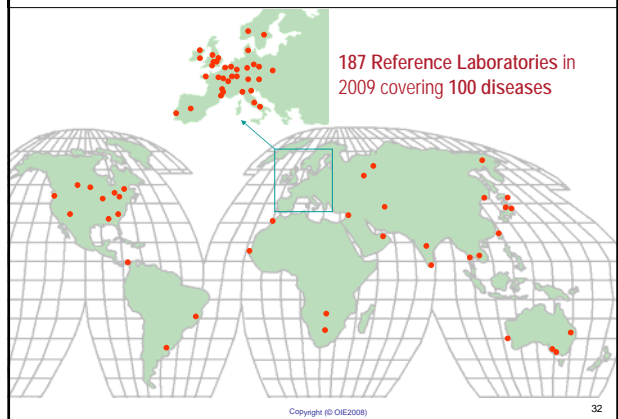 187 Reference Laboratories in
2009 covering 100 diseases
Copyright (© OIE2008)
32